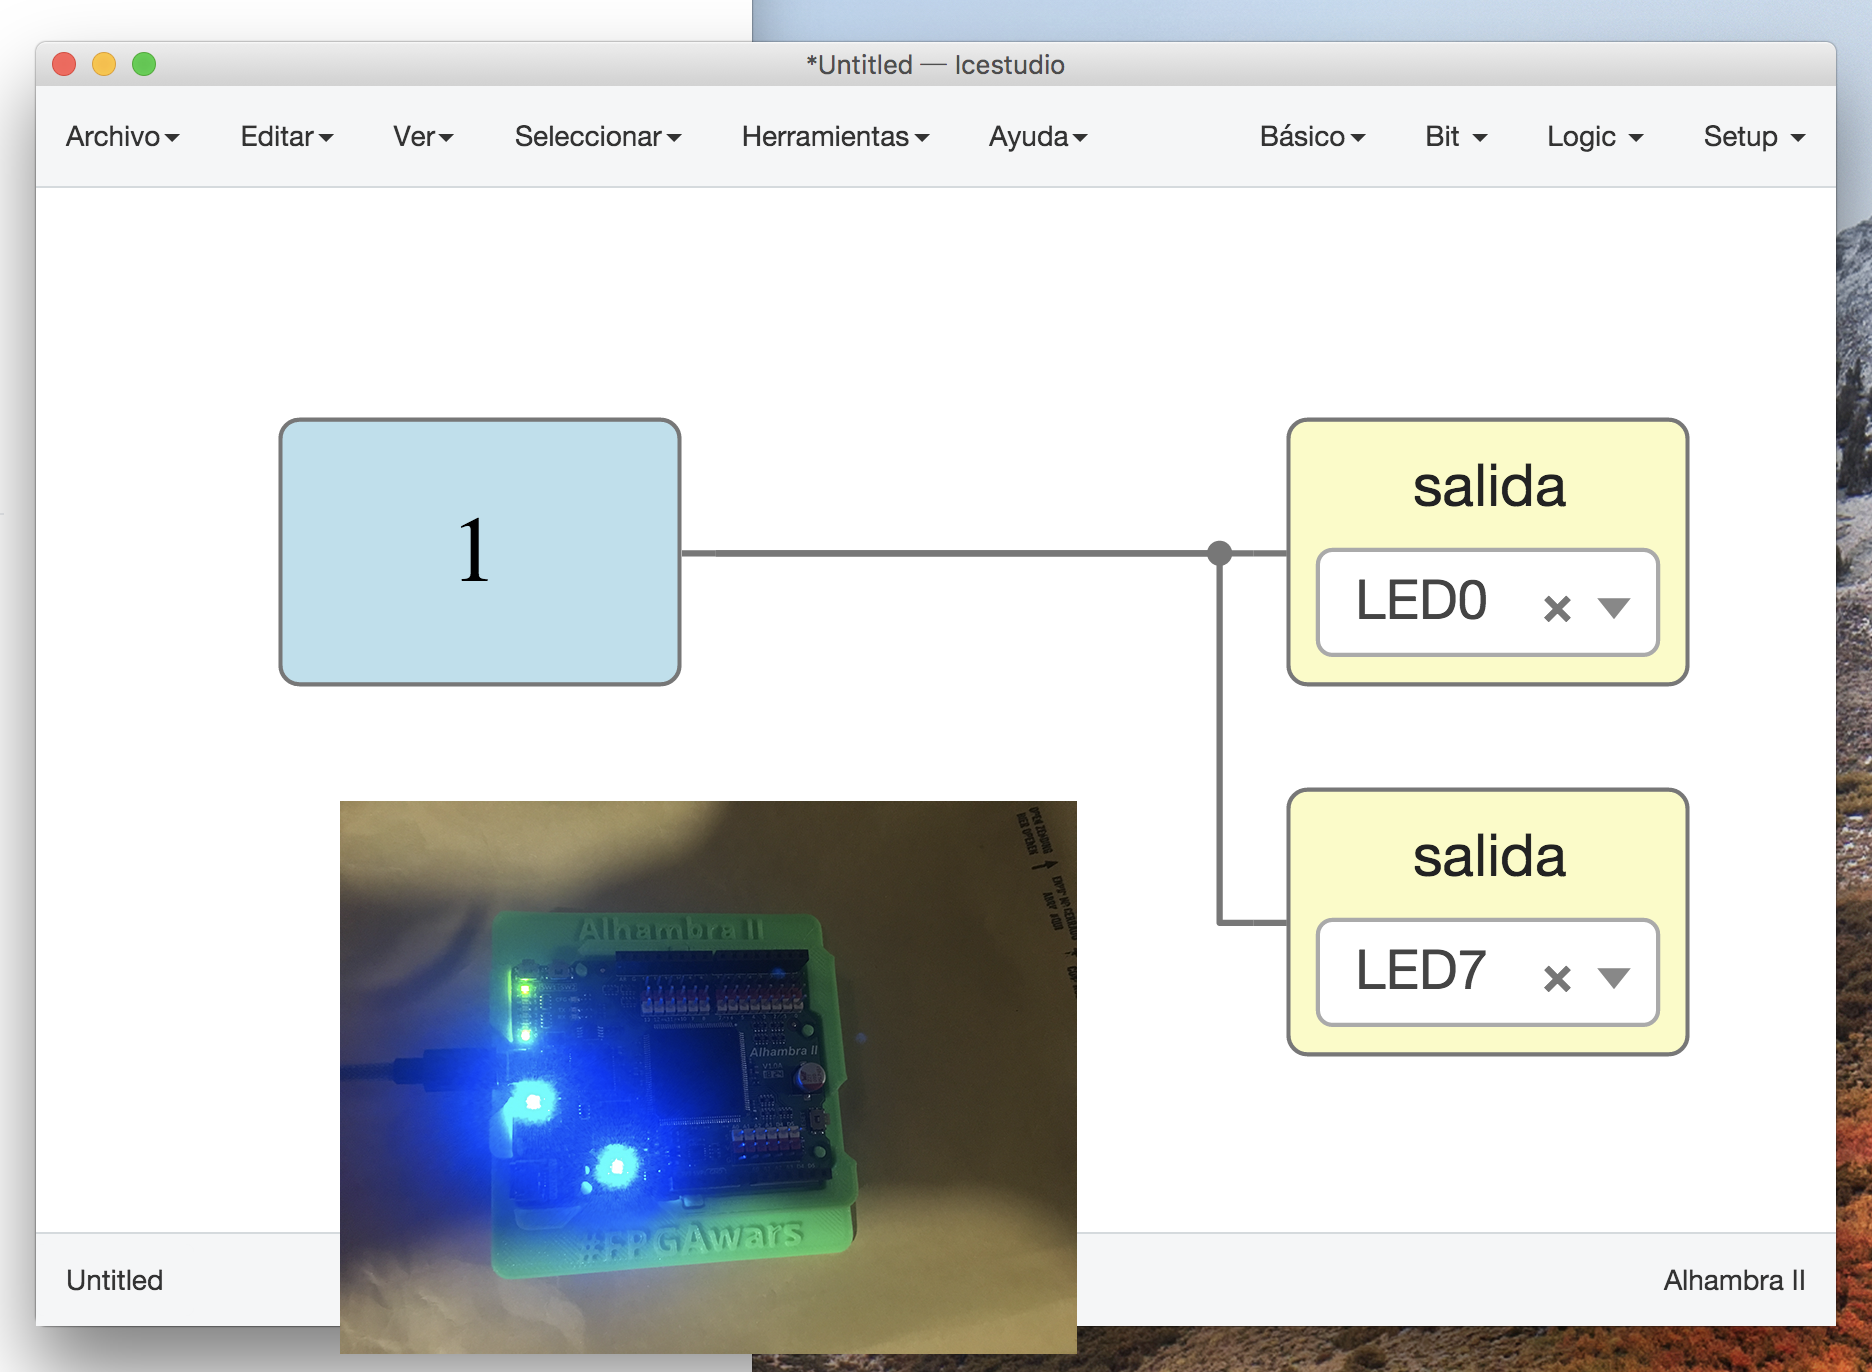 *Untitled — Icestudio
Archivo Editar Ver Seleccionar Herramientas Ayuda Básico Bit Logic Setup
1
salida
LED0
salida
LED7
Alhambra II
Alhambra II
#FPGAwars
Untitled
Alhambra II